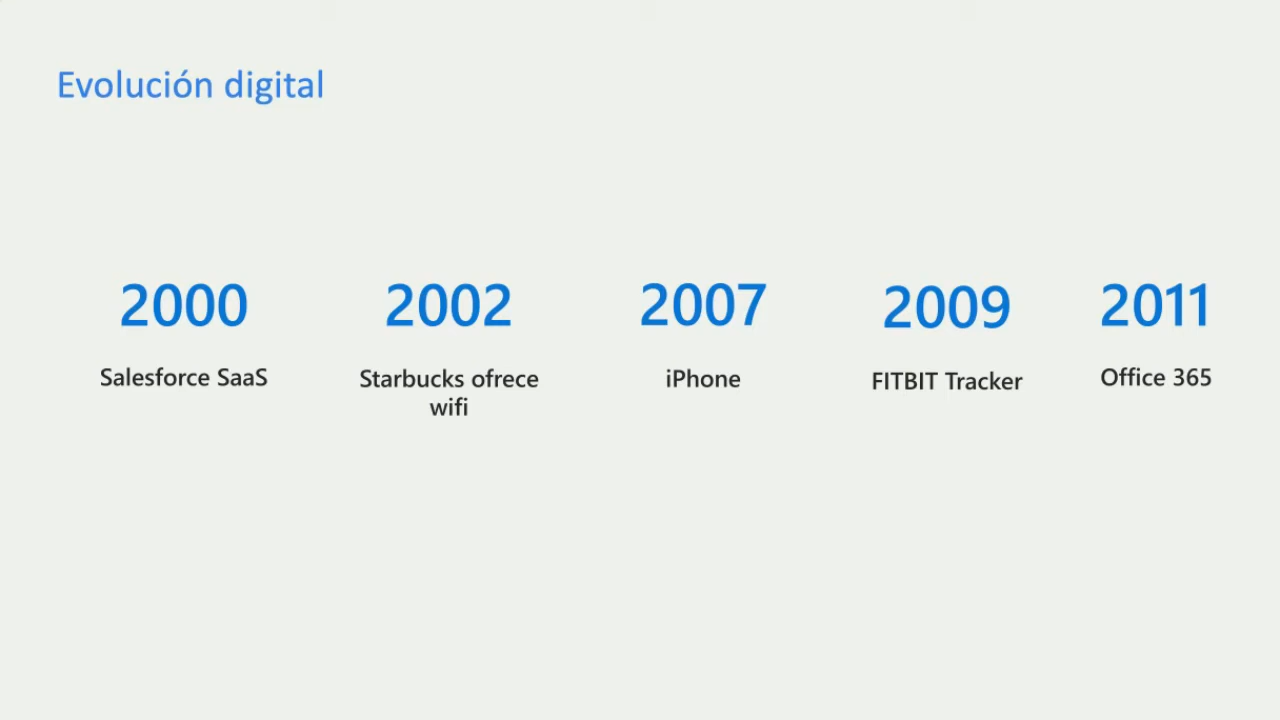 Evolución digital
2000
Salesforce SaaS
2002
Starbucks ofrece
wifi
2007
iPhone
2009
FITBIT Tracker
2011
Office 365